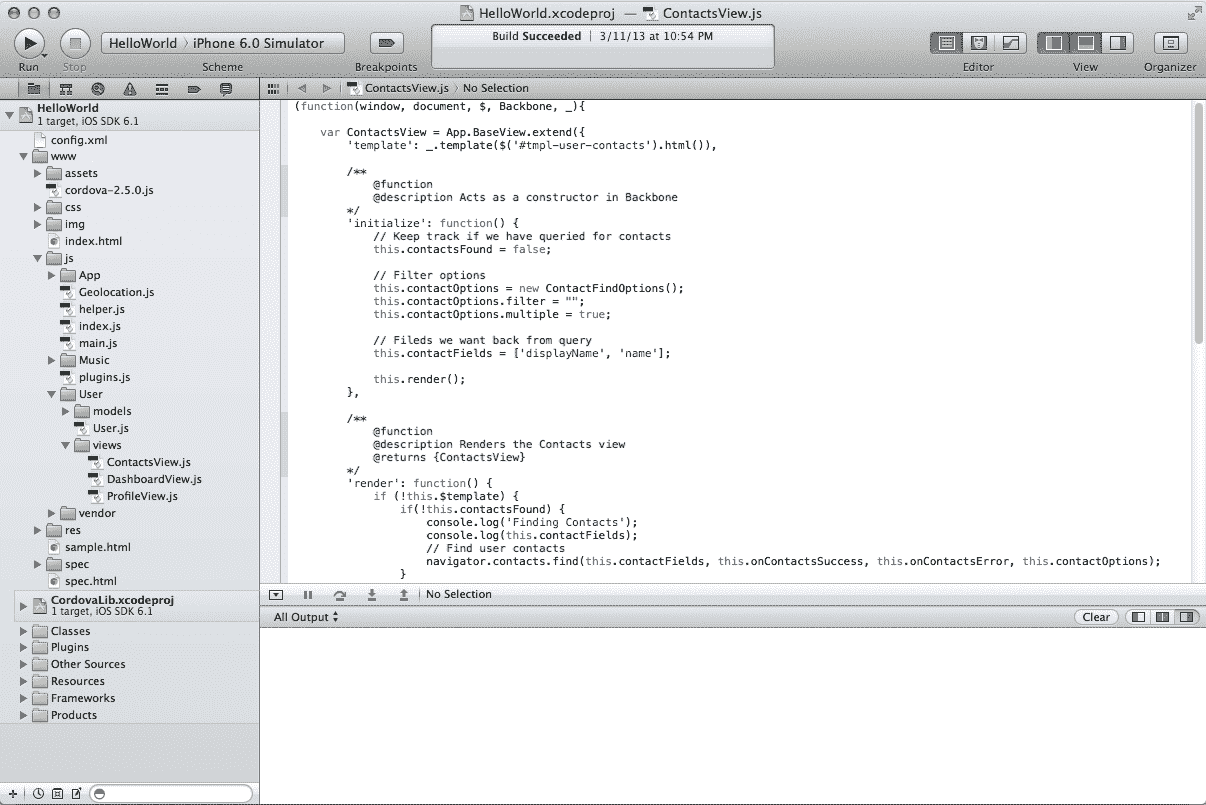 HelloWorld.xcodeproj — ContactsView.js
HelloWorld iPhone 6.0 Simulator
Build Succeeded | 3/11/13 at 10:54 PM
Run Stop Scheme Breakpoints Editor View Organizer
ContactsView.js No Selection
HelloWorld
1 target, iOS SDK 6.1
config.xml
www
assets
cordova-2.5.0.js
css
img
index.html
js
App
Geolocation.js
helper.js
index.js
main.js
Music
plugins.js
User
models
User.js
views
ContactsView.js
DashboardView.js
ProfileView.js
vendor
res
sample.html
spec
spec.html
CordovaLib.xcodeproj
1 target, iOS SDK 6.1
Classes
Plugins
Other Sources
Resources
Frameworks
Products
(function(window, document, $, Backbone, _){
var ContactsView = App.BaseView.extend({
'template': _.template($('#tmpl-user-contacts').html()),
/**
@function
@description Acts as a constructor in Backbone
*/
'initialize': function() {
// Keep track if we have queried for contacts
this.contactsFound = false;
// Filter options
this.contactOptions = new ContactFindOptions();
this.contactOptions.filter = "";
this.contactOptions.multiple = true;
// Fileds we want back from query
this.contactFields = ['displayName', 'name'];
this.render();
},
/**
@function
@description Renders the Contacts view
@returns {ContactsView}
*/
'render': function() {
if (!this.$template) {
if(!this.contactsFound) {
console.log('Finding Contacts');
console.log(this.contactFields);
// Find user contacts
navigator.contacts.find(this.contactFields, this.onContactsSuccess, this.onContactsError, this.contactOptions);
}
No Selection
All Output
Clear